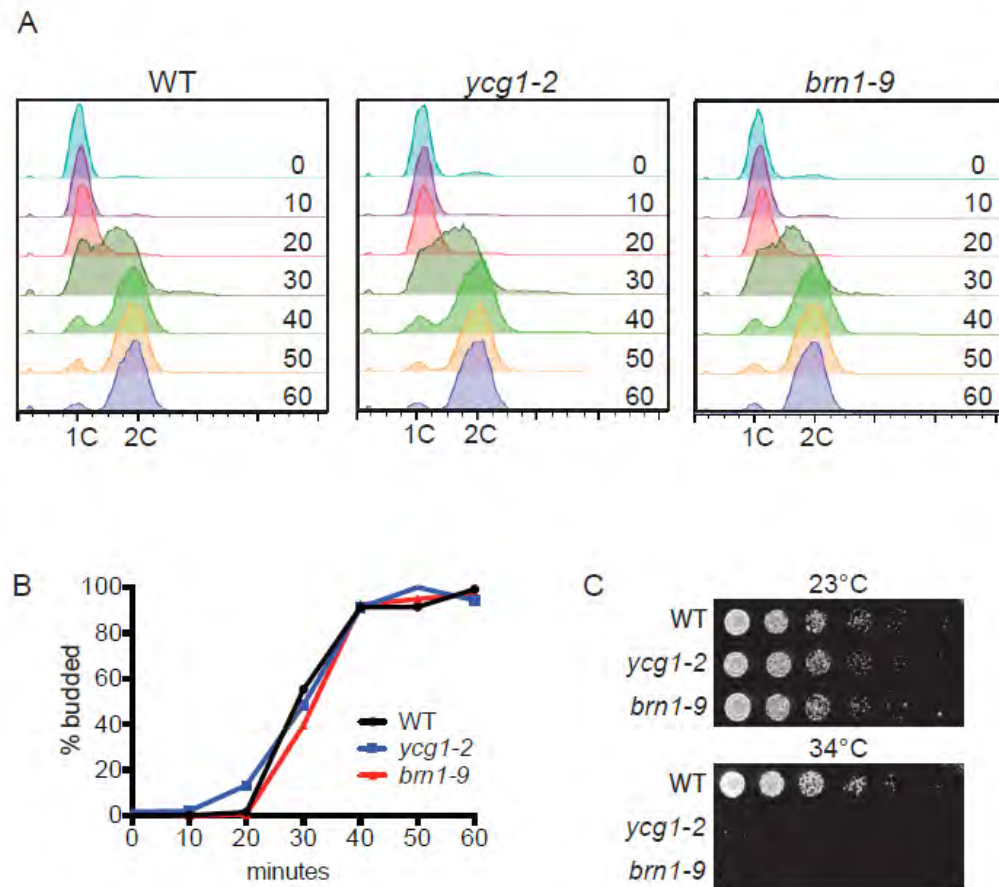 A
WT ycg1-2 brn1-9
0 0 0
10 10 10
20 20 20
30 30 30
40 40 40
50 50 50
60 60 60
1C 2C 1C 2C 1C 2C
B
100
80
60
40
20
0
% budded
WT
ycg1-2
brn1-9
0 10 20 30 40 50 60
minutes
C
23°C
WT
ycg1-2
brn1-9
34°C
WT
ycg1-2
brn1-9